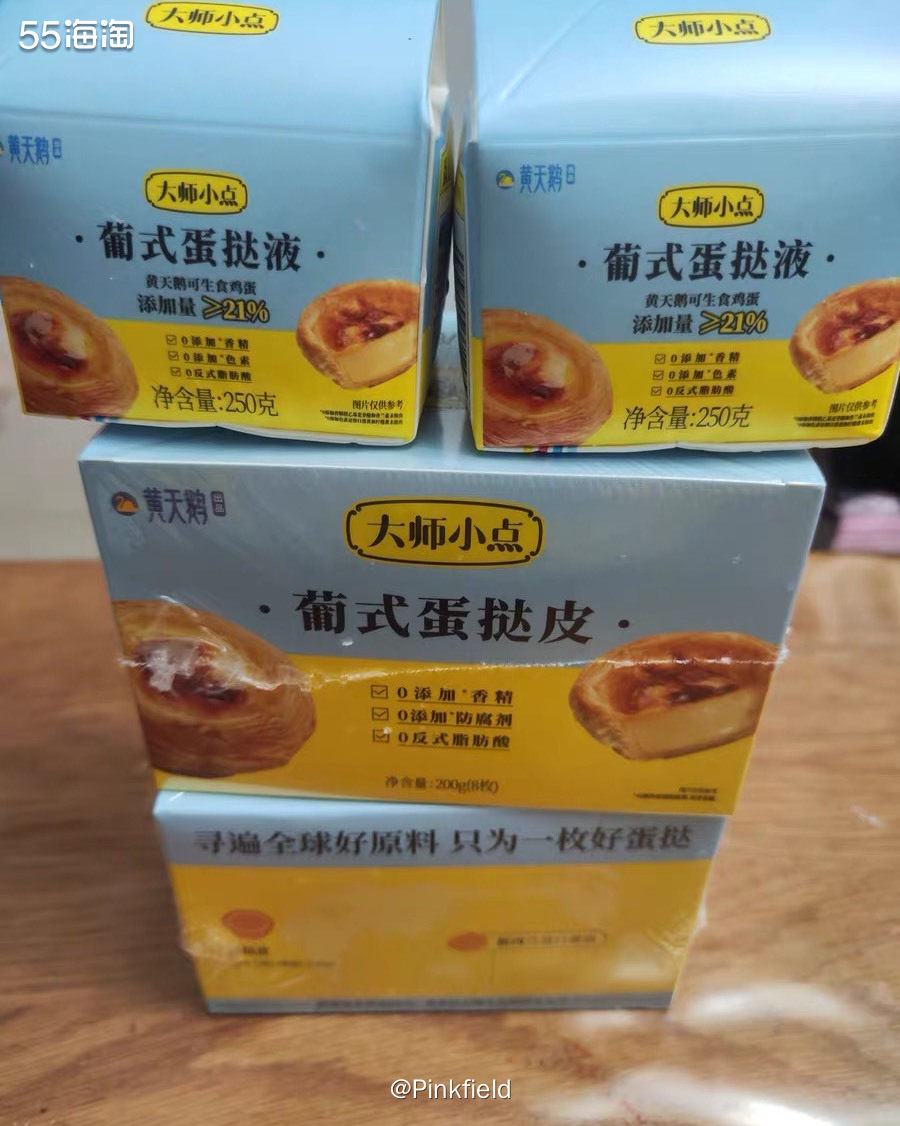 55海淘
大师小点
黄天鹅
大师小点
·葡式蛋挞液·
黄天鹅可生食鸡蛋
添加量≥21%
0添加*香精
0添加*色素
0反式脂肪酸
净含量:250克
图片仅供参考
大师小点
黄天鹅
大师小点
·葡式蛋挞液·
黄天鹅可生食鸡蛋
添加量≥21%
0添加*香精
0添加*色素
0反式脂肪酸
净含量:250克
图片仅供参考
黄天鹅出品
大师小点
·葡式蛋挞皮·
0添加*香精
0添加*防腐剂
0反式脂肪酸
净含量:200g(8枚)
寻遍全球好原料 只为一枚好蛋挞
@Pinkfield